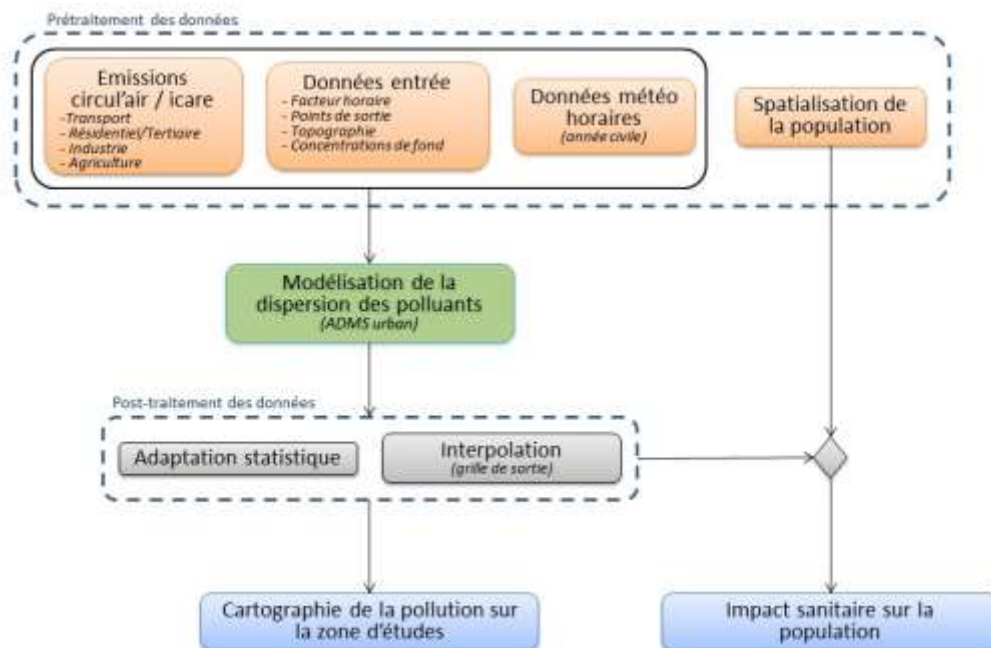 Prétraitement des données
Emissions
circul'air / icare
-Transport
- Résidentiel/Tertiaire
- Industrie
- Agriculture
Données entrée
- Facteur horaire
- Points de sortie
- Topographie
- Concentrations de fond
Données météo
horaires
(année civile)
Spatialisation de
la population
Modélisation de la
dispersion des polluants
(ADMS urban)
Post-traitement des données
Adaptation statistique
Interpolation
(grille de sortie)
Cartographie de la pollution sur
la zone d'études
Impact sanitaire sur la
population